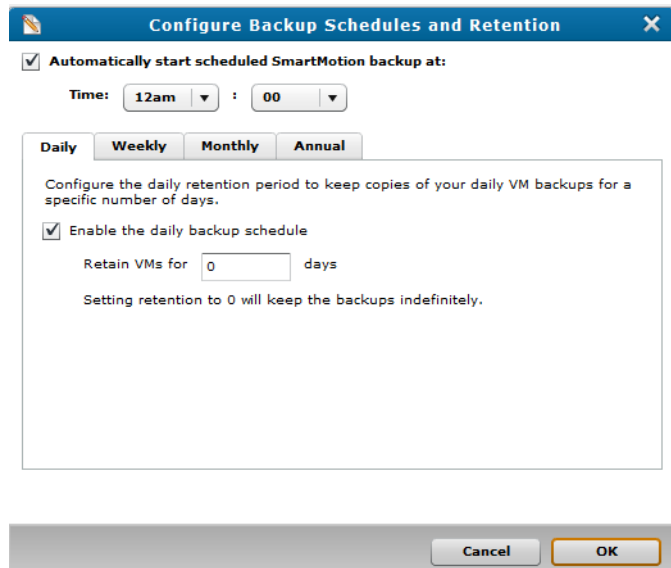 Configure Backup Schedules and Retention
Automatically start scheduled SmartMotion backup at:
Time: 12am : 00
Daily Weekly Monthly Annual
Configure the daily retention period to keep copies of your daily VM backups for a
specific number of days.
Enable the daily backup schedule
Retain VMs for 0 days
Setting retention to 0 will keep the backups indefinitely.
Cancel OK